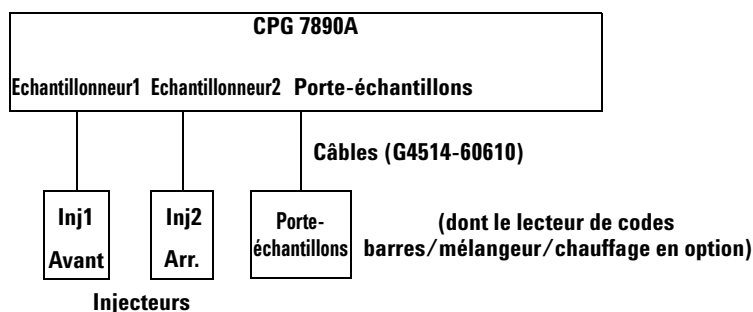 CPG 7890A
Echantillonneur1 Echantillonneur2 Porte-échantillons
Câbles (G4514-60610)
Inj1
Avant
Inj2
Arr.
Porte-
échantillons
(dont le lecteur de codes
barres/mélangeur/chauffage en option)
Injecteurs